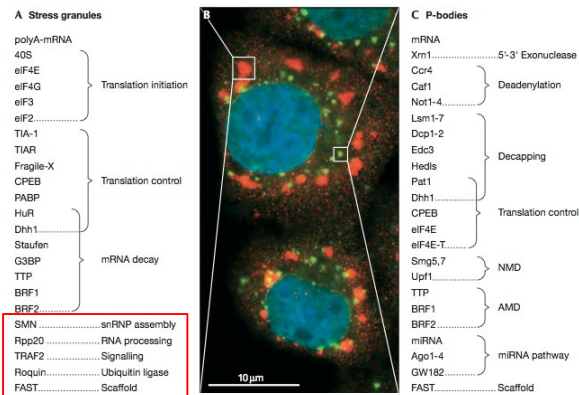 A Stress granules
polyA-mRNA
40S
eIF4E
eIF4G
eIF3
eIF2
Translation initiation
TIA-1
TIAR
Fragile-X
CPEB
PABP
Translation control
HuR
Dhh1
Staufen
G3BP
TTP
BRF1
BRF2
mRNA decay
SMN ........ snRNP assembly
Rpp20 ........ RNA processing
TRAF2 ........ Signalling
Roquin ........ Ubiquitin ligase
FAST ........ Scaffold
B
10 µm
C P-bodies
mRNA
Xrn1 ........ 5'-3' Exonuclease
Ccr4
Caf1
Not1-4
Deadenylation
Lsm1-7
Dcp1-2
Edc3
Hedls
Pat1
Dhh1
Decapping
CPEB
eIF4E
eIF4E-T
Translation control
Smg5,7
Upf1
NMD
TTP
BRF1
BRF2
AMD
miRNA
Ago1-4
GW182
miRNA pathway
FAST ........ Scaffold